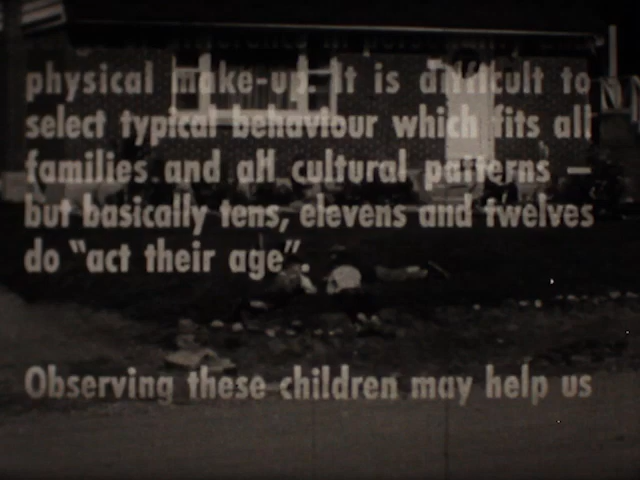 physical make-up. It is difficult to
select typical behaviour which fits all
families and all cultural patterns –
but basically tens, elevens and twelves
do "act their age".
Observing these children may help us